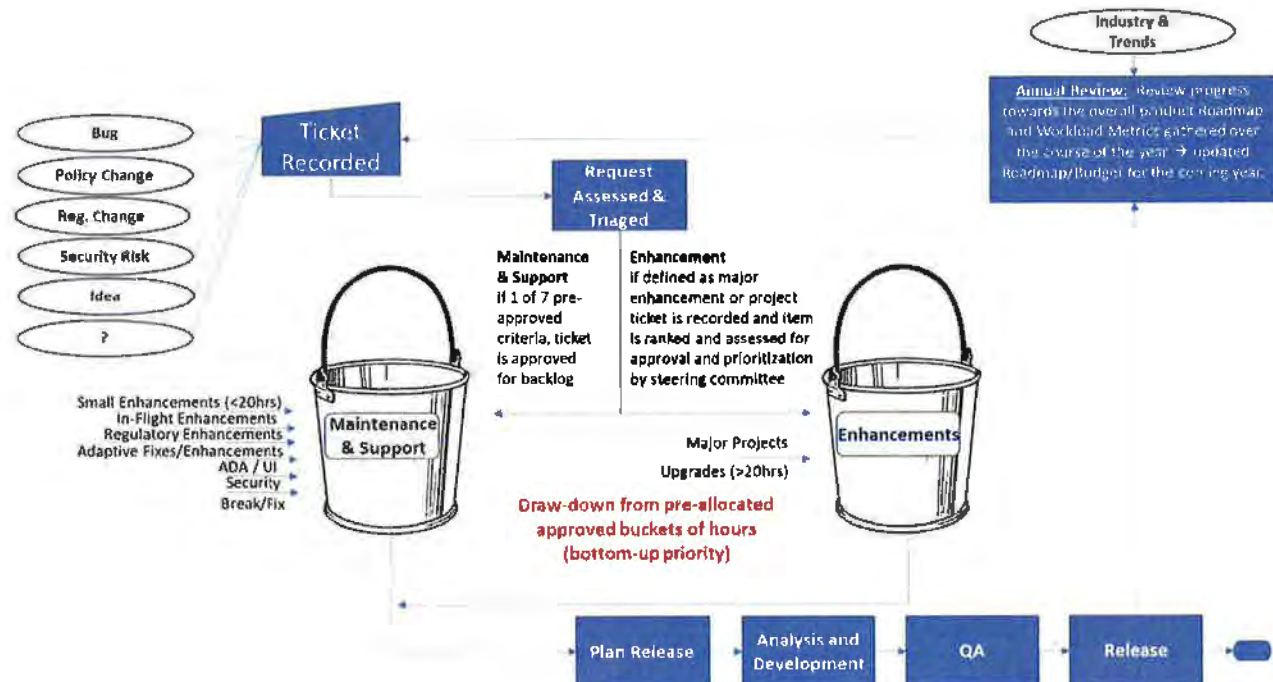 Industry &
Trends
Annual Review: Review progress
towards the overall product Roadmap
and Workload Metrics gathered over
the course of the year → updated
Roadmap/Budget for the coming year.
Ticket
Recorded
Bug
Policy Change
Reg. Change
Security Risk
Idea
?
Request
Assessed &
Triaged
Maintenance
& Support
if 1 of 7 pre-
approved
criteria, ticket
is approved
for backlog
Enhancement
if defined as major
enhancement or project
ticket is recorded and item
is ranked and assessed for
approval and prioritization
by steering committee
Small Enhancements (<20hrs)
In-Flight Enhancements
Regulatory Enhancements
Adaptive Fixes/Enhancements
ADA / UI
Security
Break/Fix
Maintenance
& Support
Major Projects
Upgrades (>20hrs)
Enhancements
Draw-down from pre-allocated
approved buckets of hours
(bottom-up priority)
Plan Release
Analysis and
Development
QA
Release